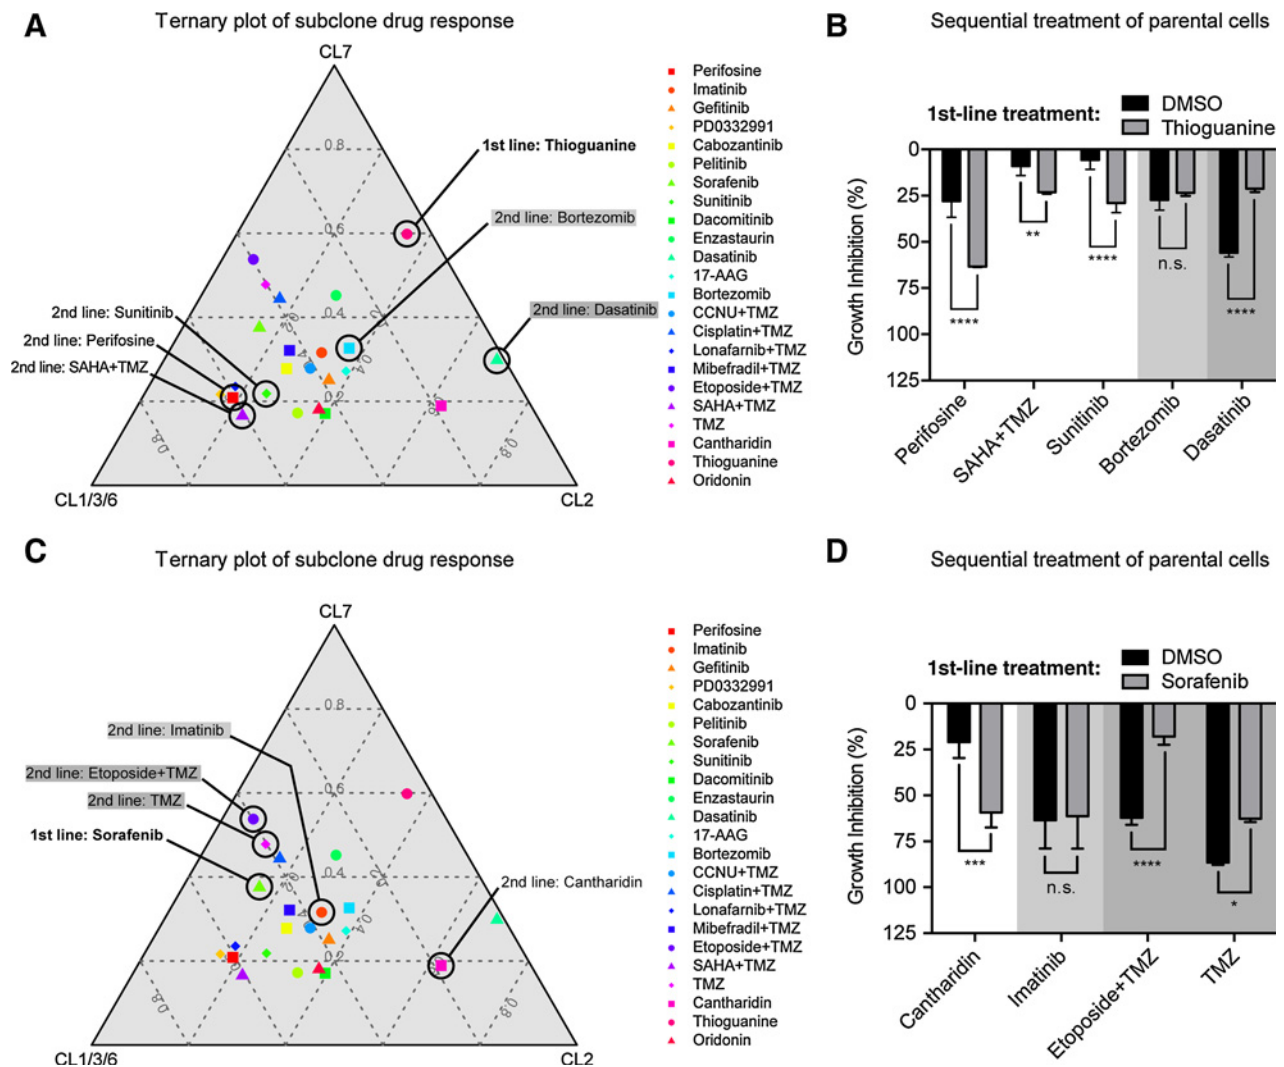 A
Ternary plot of subclone drug response
CL7
0.8
0.6
0.4
0.2
0.2
0.4
0.8
0.8
1st line: Thioguanine
2nd line: Bortezomib
2nd line: Dasatinib
2nd line: Sunitinib
2nd line: Perifosine
2nd line: SAHA+TMZ
CL1/3/6
CL2
Perifosine
Imatinib
Gefitinib
PD0332991
Cabozantinib
Pelitinib
Sorafenib
Sunitinib
Dacomitinib
Enzastaurin
Dasatinib
17-AAG
Bortezomib
CCNU+TMZ
Cisplatin+TMZ
Lonafarnib+TMZ
Mibefradil+TMZ
Etoposide+TMZ
SAHA+TMZ
TMZ
Cantharidin
Thioguanine
Oridonin
B
Sequential treatment of parental cells
1st-line treatment:
DMSO
Thioguanine
Growth Inhibition (%)
0
25
50
75
100
125
****
**
****
n.s.
****
Perifosine
SAHA+TMZ
Sunitinib
Bortezomib
Dasatinib
C
Ternary plot of subclone drug response
CL7
0.8
0.6
0.4
0.2
0.2
0.4
0.8
0.8
2nd line: Imatinib
2nd line: Etoposide+TMZ
2nd line: TMZ
1st line: Sorafenib
2nd line: Cantharidin
CL1/3/6
CL2
Perifosine
Imatinib
Gefitinib
PD0332991
Cabozantinib
Pelitinib
Sorafenib
Sunitinib
Dacomitinib
Enzastaurin
Dasatinib
17-AAG
Bortezomib
CCNU+TMZ
Cisplatin+TMZ
Lonafarnib+TMZ
Mibefradil+TMZ
Etoposide+TMZ
SAHA+TMZ
TMZ
Cantharidin
Thioguanine
Oridonin
D
Sequential treatment of parental cells
1st-line treatment:
DMSO
Sorafenib
Growth Inhibition (%)
0
25
50
75
100
125
***
n.s.
****
*
Cantharidin
Imatinib
Etoposide+TMZ
TMZ